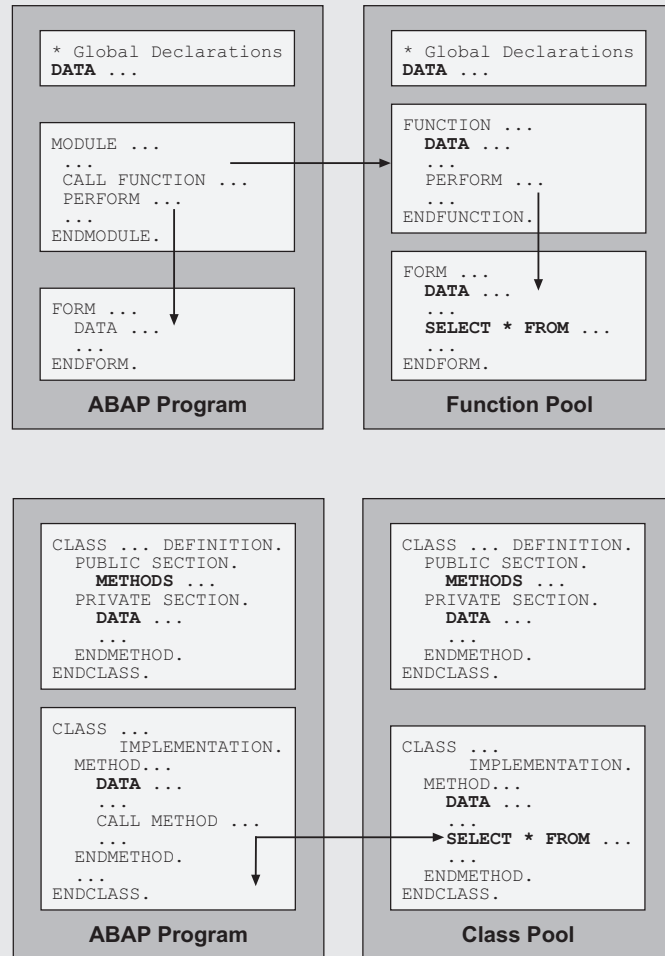 * Global Declarations
DATA ...
MODULE ...
...
CALL FUNCTION ...
PERFORM ...
...
ENDMODULE.
FORM ...
DATA ...
...
ENDFORM.
ABAP Program
* Global Declarations
DATA ...
FUNCTION ...
DATA ...
...
PERFORM ...
...
ENDFUNCTION.
FORM ...
DATA ...
...
SELECT * FROM ...
...
ENDFORM.
Function Pool
CLASS ... DEFINITION.
PUBLIC SECTION.
METHODS ...
PRIVATE SECTION.
DATA ...
...
ENDMETHOD.
ENDCLASS.
CLASS ...
IMPLEMENTATION.
METHOD...
DATA ...
...
CALL METHOD ...
...
ENDMETHOD.
...
ENDCLASS.
ABAP Program
CLASS ... DEFINITION.
PUBLIC SECTION.
METHODS ...
PRIVATE SECTION.
DATA ...
...
ENDMETHOD.
ENDCLASS.
CLASS ...
IMPLEMENTATION.
METHOD...
DATA ...
...
SELECT * FROM ...
...
ENDMETHOD.
ENDCLASS.
Class Pool